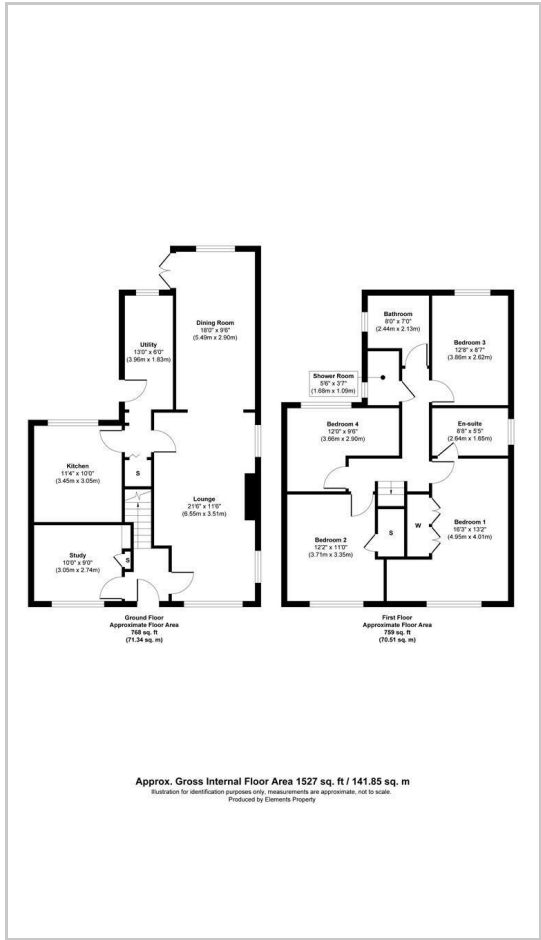 Dining Room
18'0" x 9'6"
(5.49m x 2.90m)
Utility
13'0" x 6'0"
(3.96m x 1.83m)
Kitchen
11'4" x 10'0"
(3.45m x 3.05m)
S
Lounge
21'6" x 11'6"
(6.55m x 3.51m)
Study
10'0" x 9'0"
(3.05m x 2.74m)
S
Ground Floor
Approximate Floor Area
768 sq. ft
(71.34 sq. m)
Bathroom
8'0" x 7'0"
(2.44m x 2.13m)
Bedroom 3
12'8" x 8'7"
(3.86m x 2.62m)
Shower Room
5'6" x 3'7"
(1.68m x 1.09m)
Bedroom 4
12'0" x 9'6"
(3.66m x 2.90m)
En-suite
8'8" x 5'5"
(2.64m x 1.65m)
Bedroom 2
12'2" x 11'0"
(3.71m x 3.35m)
S
W
Bedroom 1
16'3" x 13'2"
(4.95m x 4.01m)
First Floor
Approximate Floor Area
759 sq. ft
(70.51 sq. m)
Approx. Gross Internal Floor Area 1527 sq. ft / 141.85 sq. m
Illustration for identification purposes only, measurements are approximate, not to scale.
Produced by Elements Property